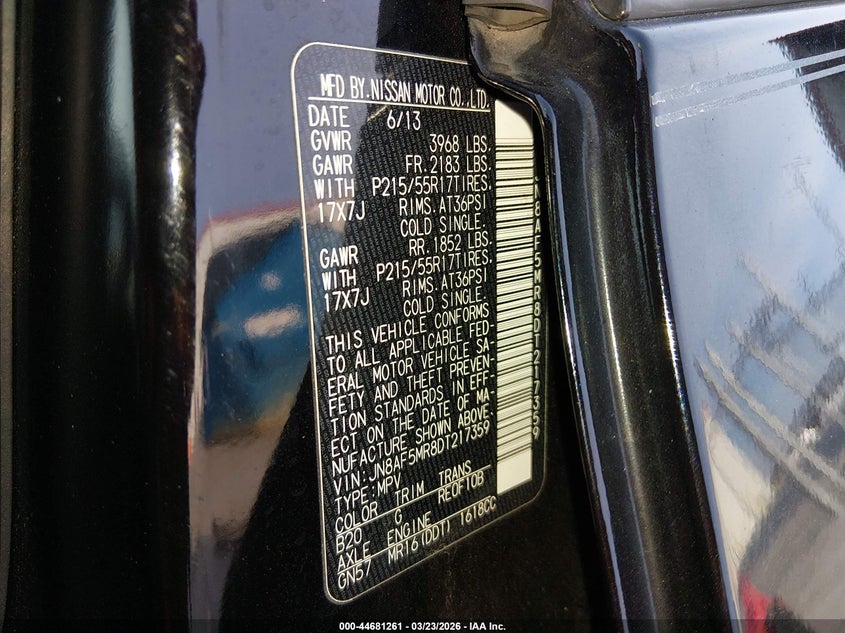 MFD BY.NISSAN MOTOR CO.,LTD.
DATE 6/13
GVWR 3968 LBS.
GAWR FR.2183 LBS.
WITH P215/55R17TIRES.
17X7J RIMS.AT36PSI
COLD SINGLE.
GAWR RR.1852 LBS.
WITH P215/55R17TIRES.
17X7J RIMS.AT36PSI
COLD SINGLE.
THIS VEHICLE CONFORMS
TO ALL APPLICABLE FED-
ERAL MOTOR VEHICLE SA-
FETY AND THEFT PREVEN-
TION STANDARDS IN EFF-
ECT ON THE DATE OF MA-
NUFACTURE SHOWN ABOVE.
VIN:JN8AF5MR8DT217359
TYPE:MPV
COLOR TRIM TRANS
B20 G RE0F10B
AXLE ENGINE
GN57 MR16(DDT) 1618CC
8AF5MR8DT217359
000-44681261 - 03/23/2026 - IAA Inc.